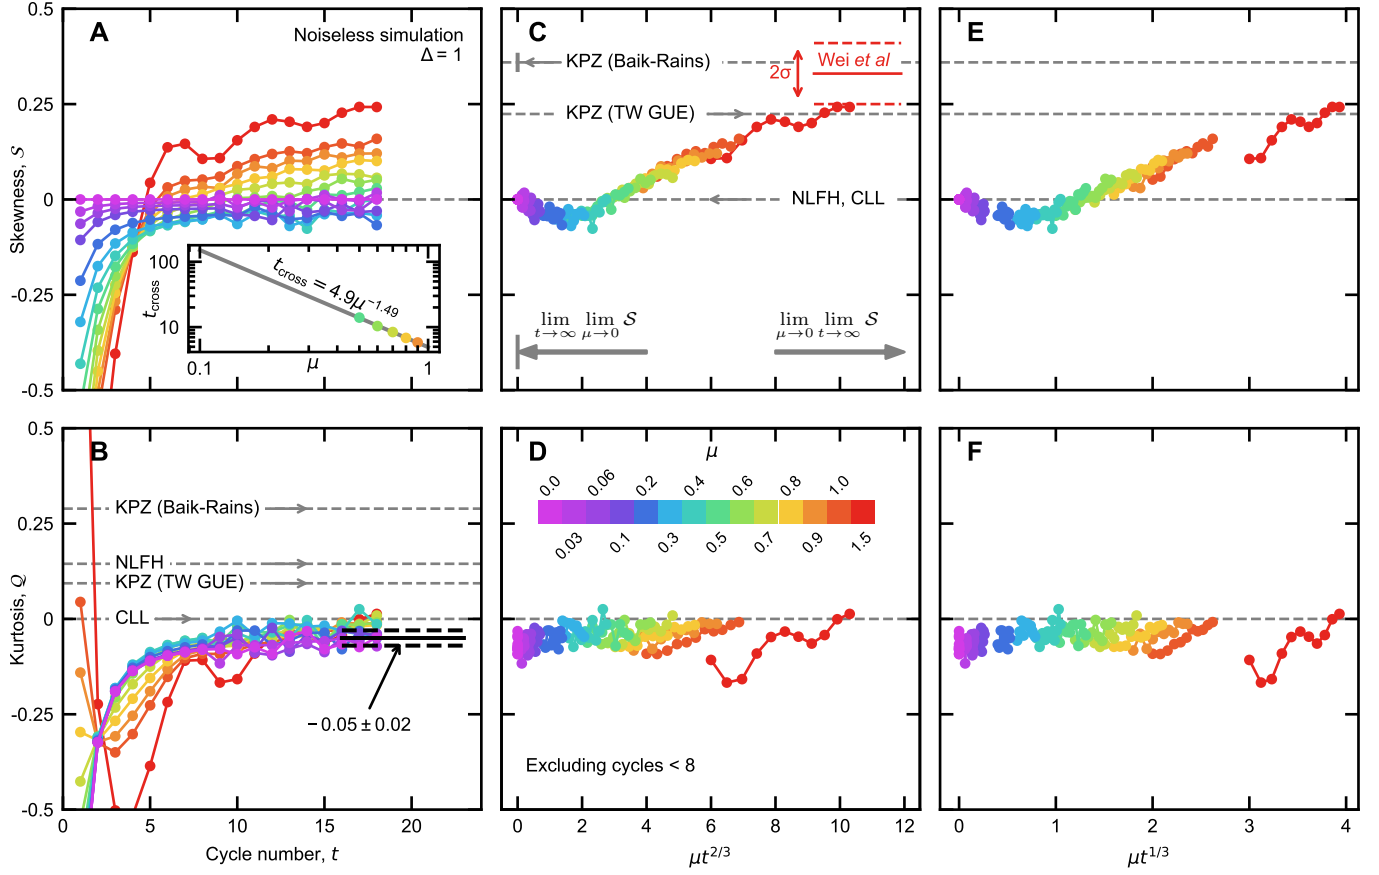 A
Noiseless simulation
Δ = 1
0.5
0.25
0
-0.25
-0.5
Skewness, 𝒮
t_cross
100
10
t_cross = 4.9μ^−1.49
0.1
μ
1
C
KPZ (Baik-Rains)
2σ
Wei et al
KPZ (TW GUE)
NLFH, CLL
lim lim 𝒮
t→∞ μ→0
lim lim 𝒮
μ→0 t→∞
E
B
0.5
0.25
0
-0.25
-0.5
Kurtosis, 𝒬
KPZ (Baik-Rains)
NLFH
KPZ (TW GUE)
CLL
−0.05 ± 0.02
0 5 10 15 20
Cycle number, t
D
μ
0.0 0.06 0.2 0.4 0.6 0.8 1.0
0.03 0.1 0.3 0.5 0.7 0.9 1.5
Excluding cycles < 8
0 2 4 6 8 10 12
μt^2/3
F
0 1 2 3 4
μt^1/3